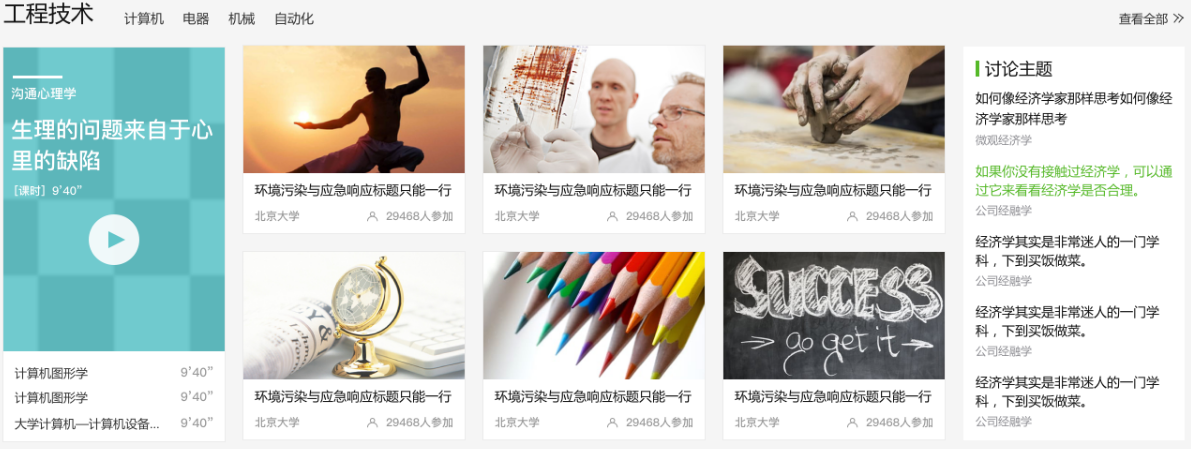 工程技术
计算机 电器 机械 自动化
查看全部
沟通心理学
生理的问题来自于心
里的缺陷
[课时] 9'40"
计算机图形学 9'40"
计算机图形学 9'40"
大学计算机—计算机设备... 9'40"
环境污染与应急响应标题只能一行
北京大学 29468人参加
环境污染与应急响应标题只能一行
北京大学 29468人参加
环境污染与应急响应标题只能一行
北京大学 29468人参加
Y&
环境污染与应急响应标题只能一行
北京大学 29468人参加
环境污染与应急响应标题只能一行
北京大学 29468人参加
SUCCESS
go get it
环境污染与应急响应标题只能一行
北京大学 29468人参加
讨论主题
如何像经济学家那样思考如何像经
济学家那样思考
微观经济学
如果你没有接触过经济学，可以通
过它来看看经济学是否合理。
公司经融学
经济学其实是非常迷人的一门学
科，下到买饭做菜。
公司经融学
经济学其实是非常迷人的一门学
科，下到买饭做菜。
公司经融学
经济学其实是非常迷人的一门学
科，下到买饭做菜。
公司经融学